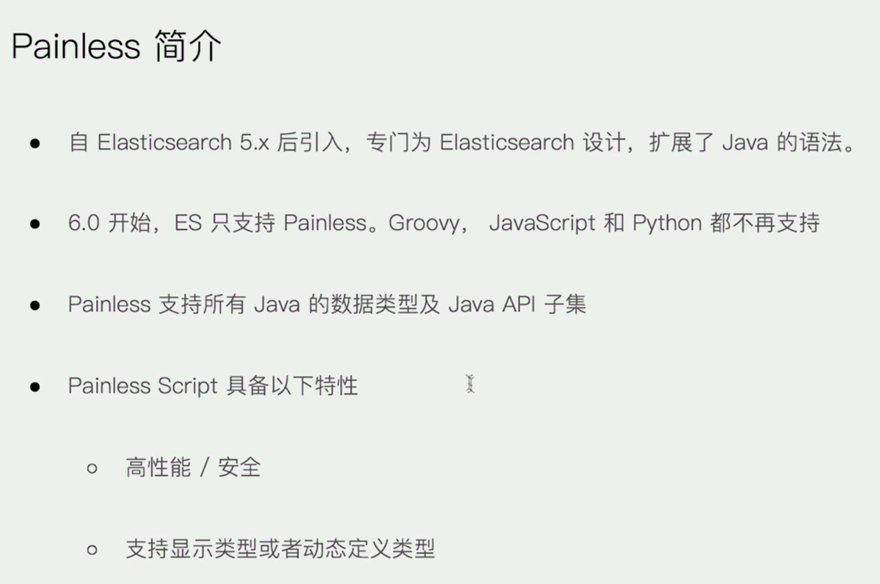 Painless 简介
自 Elasticsearch 5.x 后引入，专门为 Elasticsearch 设计，扩展了 Java 的语法。
6.0 开始，ES 只支持 Painless。Groovy， JavaScript 和 Python 都不再支持
Painless 支持所有 Java 的数据类型及 Java API 子集
Painless Script 具备以下特性
高性能 / 安全
支持显示类型或者动态定义类型